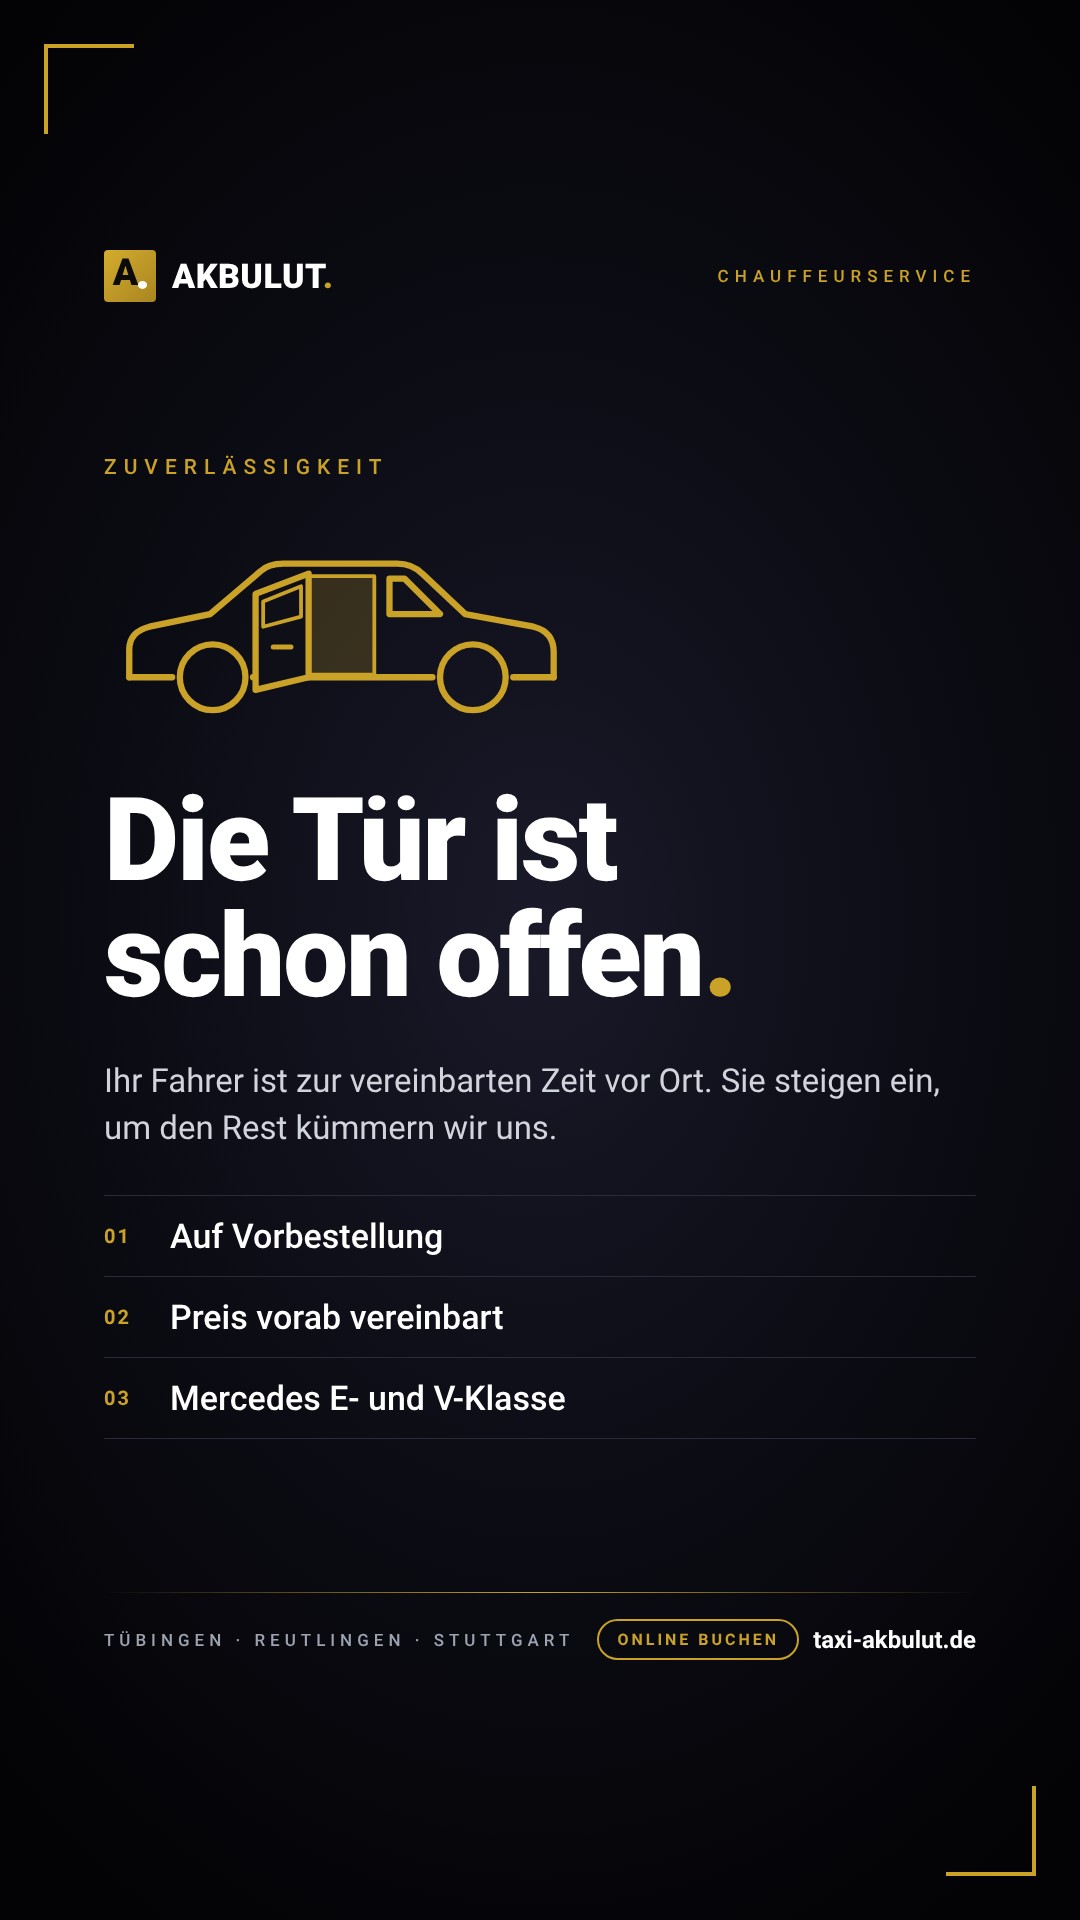 A.
AKBULUT.
CHAUFFEURSERVICE
ZUVERLÄSSIGKEIT
Die Tür ist
schon offen.
Ihr Fahrer ist zur vereinbarten Zeit vor Ort. Sie steigen ein,
um den Rest kümmern wir uns.
01 Auf Vorbestellung
02 Preis vorab vereinbart
03 Mercedes E- und V-Klasse
TÜBINGEN · REUTLINGEN · STUTTGART
ONLINE BUCHEN
taxi-akbulut.de